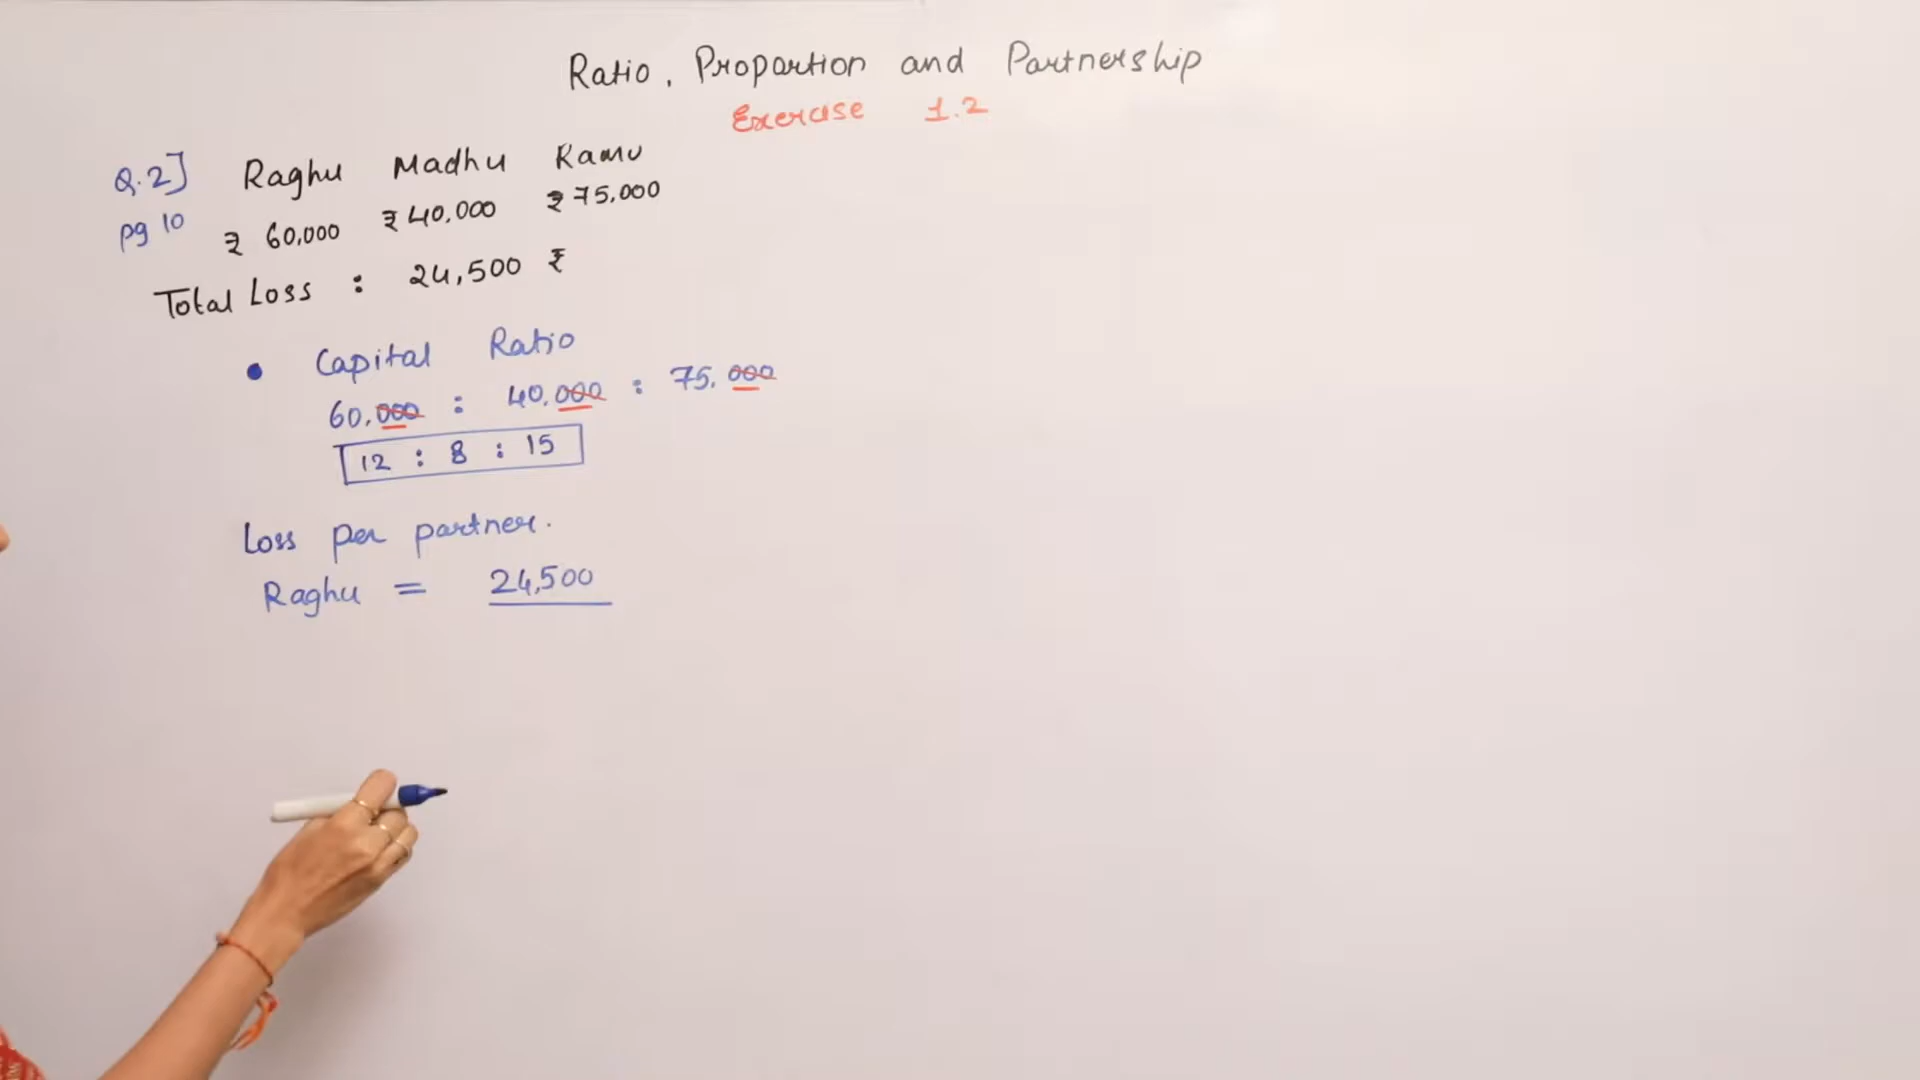 Ratio, Proportion and Partnership
Exercise 1.2
Q.2] Raghu Madhu Ramu
pg 10 ₹ 60,000 ₹ 40,000 ₹ 75,000
Total Loss : 24,500 ₹
• Capital Ratio
60,000 : 40,000 : 75,000
12 : 8 : 15
Loss per partner.
Raghu = 24,500